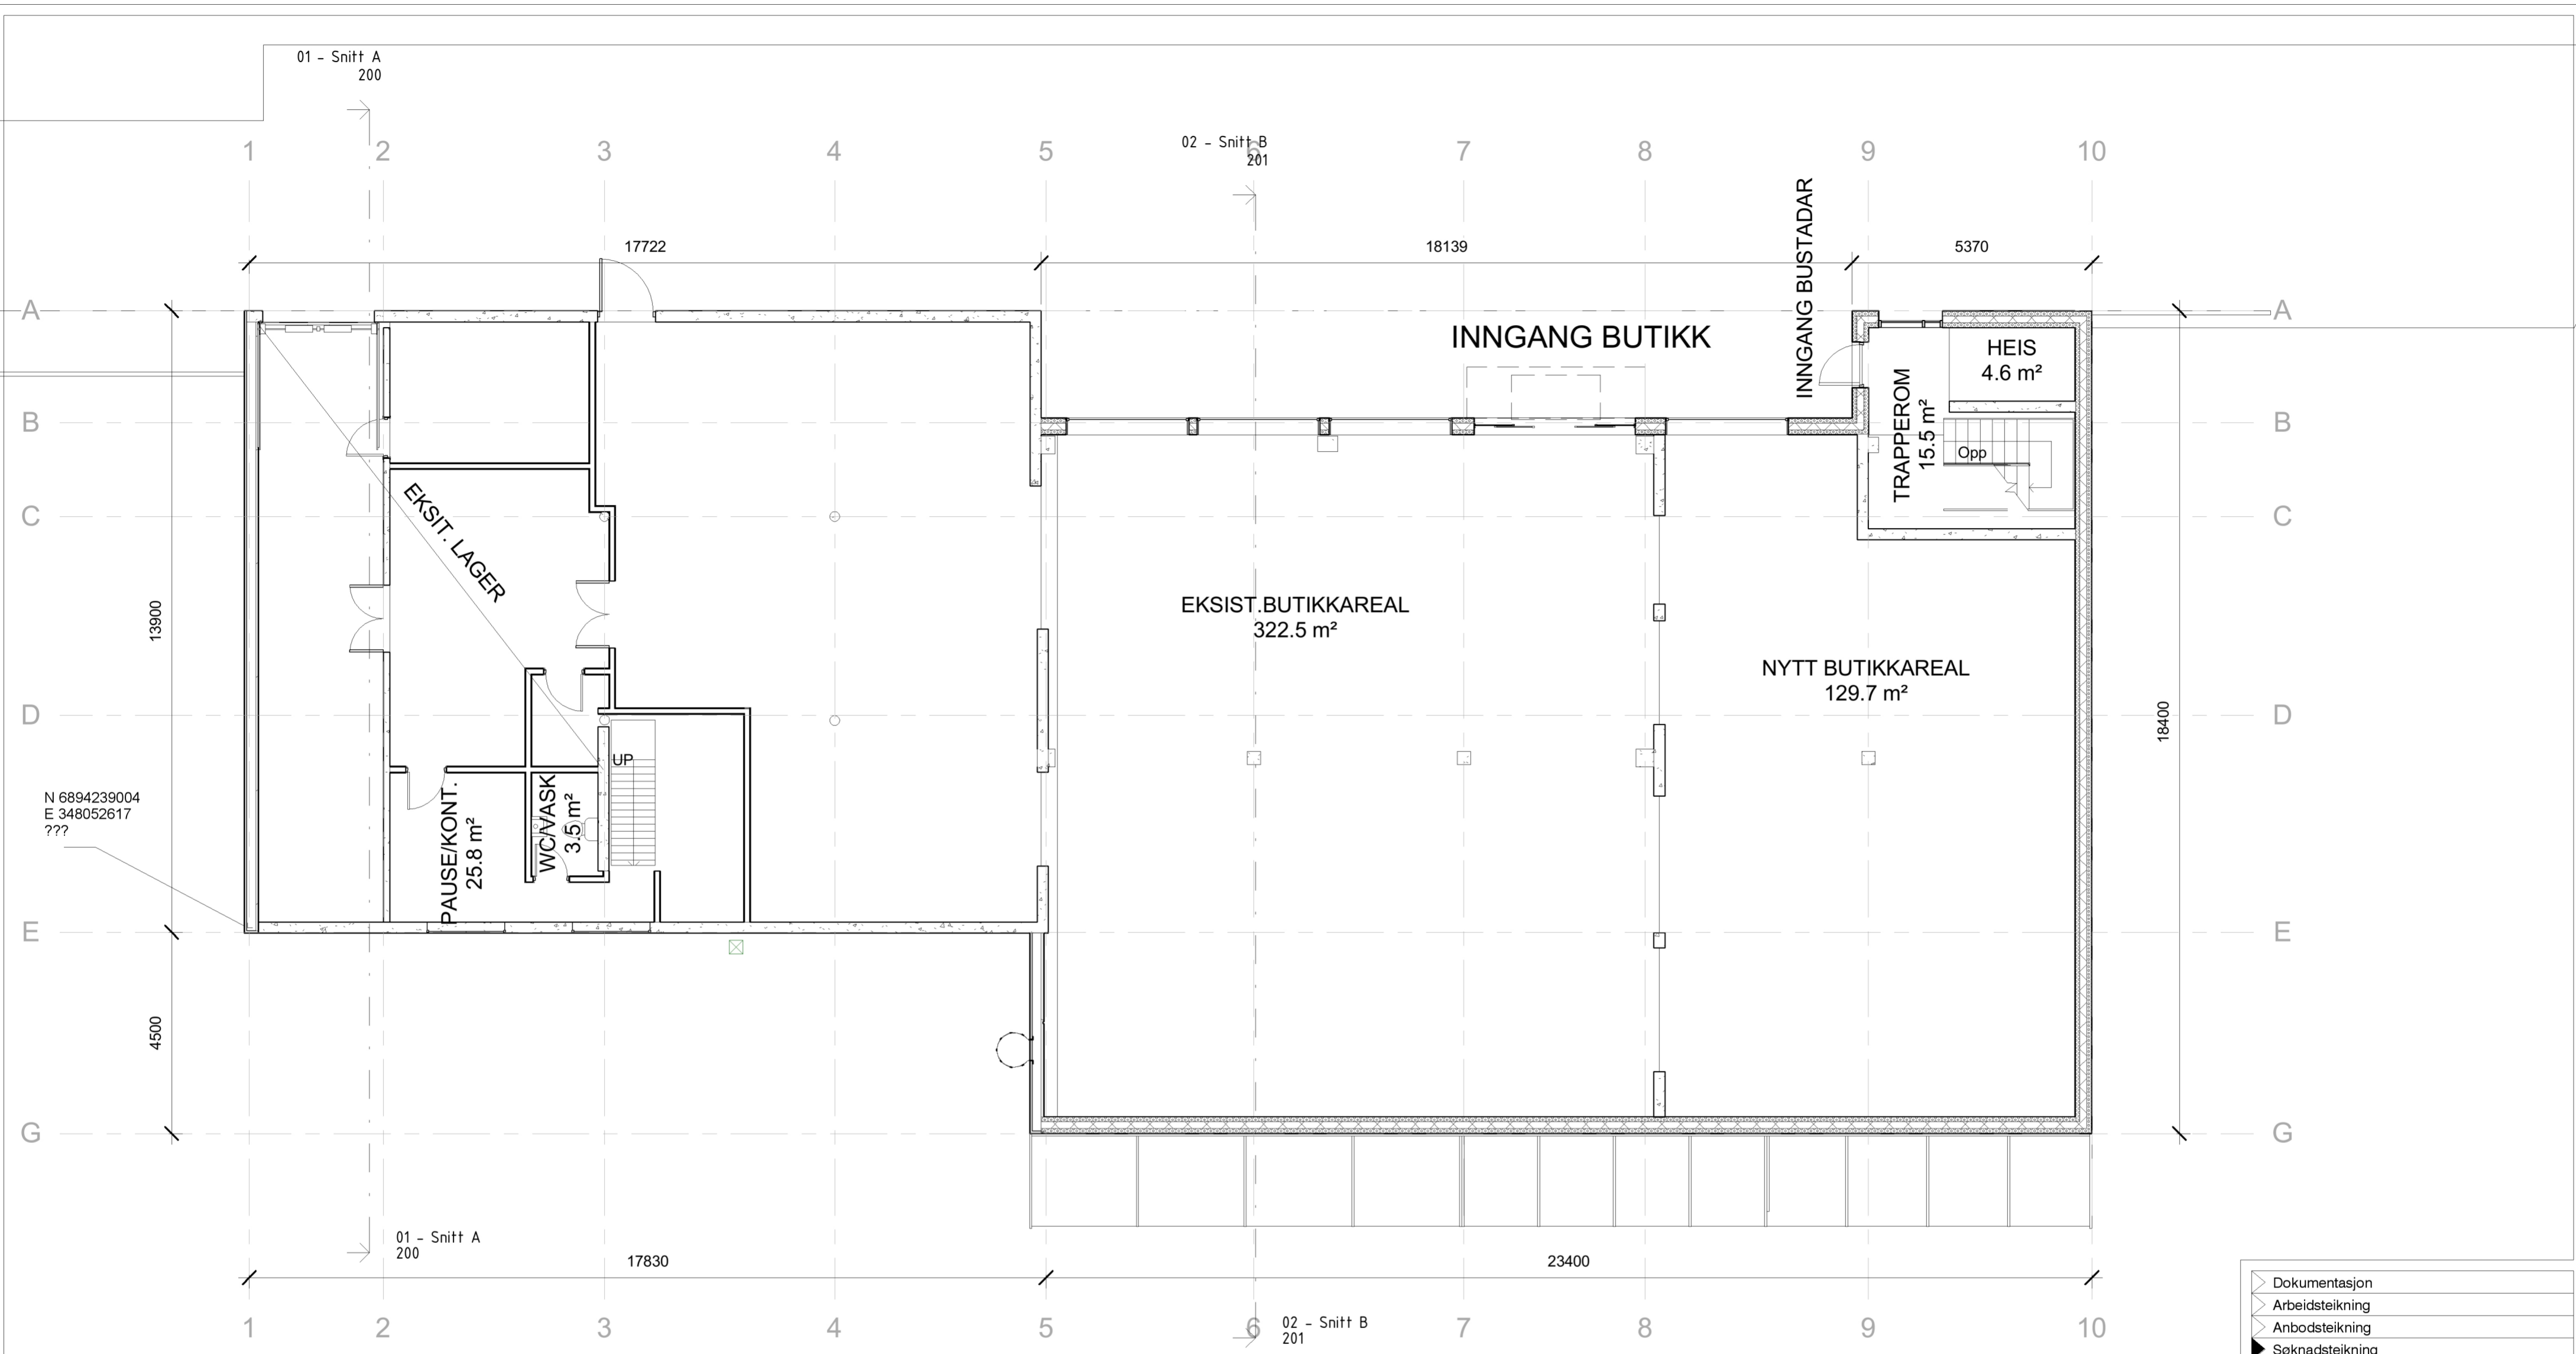 01 - Snitt A
200
02 - Snitt B
201
1 2 3 4 5 6 7 8 9 10
17722 18139 5370
A A
INNGANG BUSTADAR
INNGANG BUTIKK
HEIS
4.6 m²
TRAPPEROM
15.5 m²
B B
Opp
EKSIT. LAGER
C C
13900
EKSIST.BUTIKKAREAL
322.5 m²
NYTT BUTIKKAREAL
129.7 m²
D D
18400
UP
N 6894239004
E 348052617
???
PAUSE/KONT.
25.8 m²
WC/VASK
3.5 m²
E E
4500
G G
01 - Snitt A
200
17830 23400
02 - Snitt B
201
1 2 3 4 5 6 7 8 9 10
Dokumentasjon
Arbeidsteikning
Anbodsteikning
Søknadsteikning